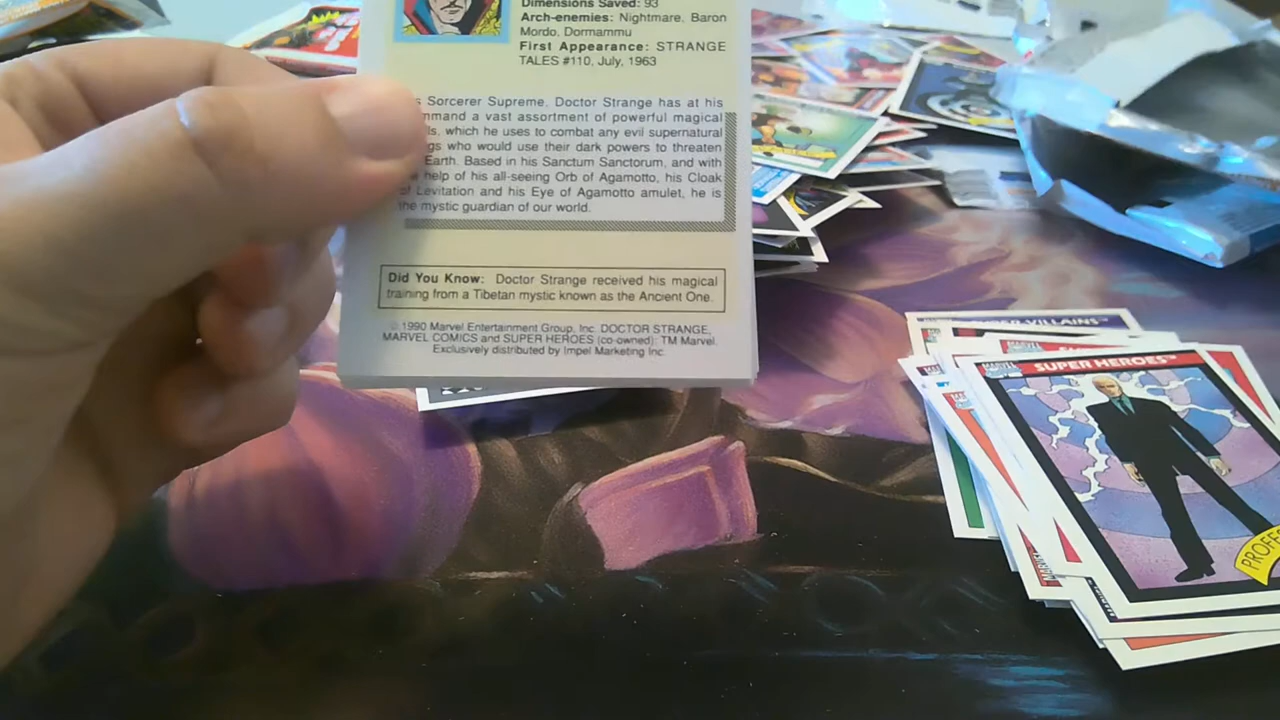 Dimensions Saved: 93
Arch-enemies: Nightmare, Baron
Mordo, Dormammu
First Appearance: STRANGE
TALES #110, July, 1963
Sorcerer Supreme, Doctor Strange has at his
mmand a vast assortment of powerful magical
ls, which he uses to combat any evil supernatural
gs who would use their dark powers to threaten
Earth. Based in his Sanctum Sanctorum, and with
help of his all-seeing Orb of Agamotto, his Cloak
of Levitation and his Eye of Agamotto amulet, he is
the mystic guardian of our world.
Did You Know: Doctor Strange received his magical
training from a Tibetan mystic known as the Ancient One.
© 1990 Marvel Entertainment Group, Inc. DOCTOR STRANGE,
MARVEL COMICS and SUPER HEROES (co-owned): TM Marvel.
Exclusively distributed by Impel Marketing Inc.
VILLAINS™
MARVEL
SUPER HEROES™
PROFES